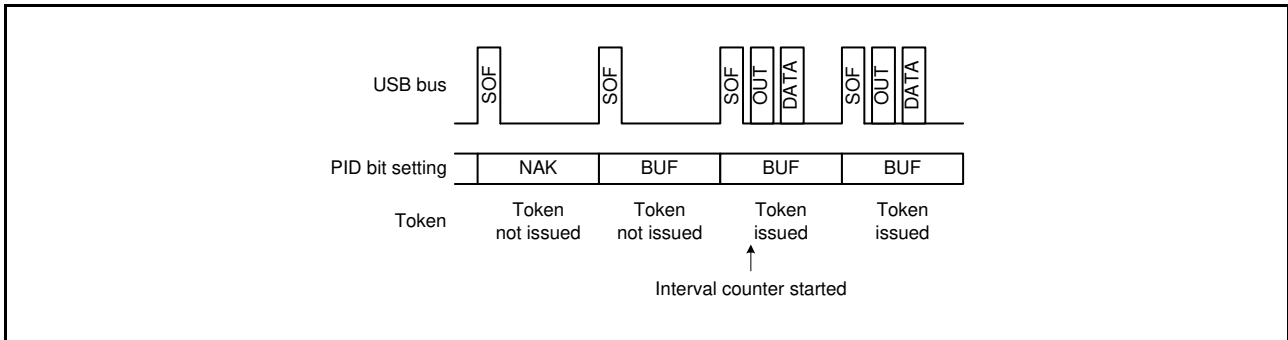 USB bus SOF SOF SOF OUT DATA SOF OUT DATA
PID bit setting NAK BUF BUF BUF
Token Token not issued Token not issued Token issued Token issued
Interval counter started